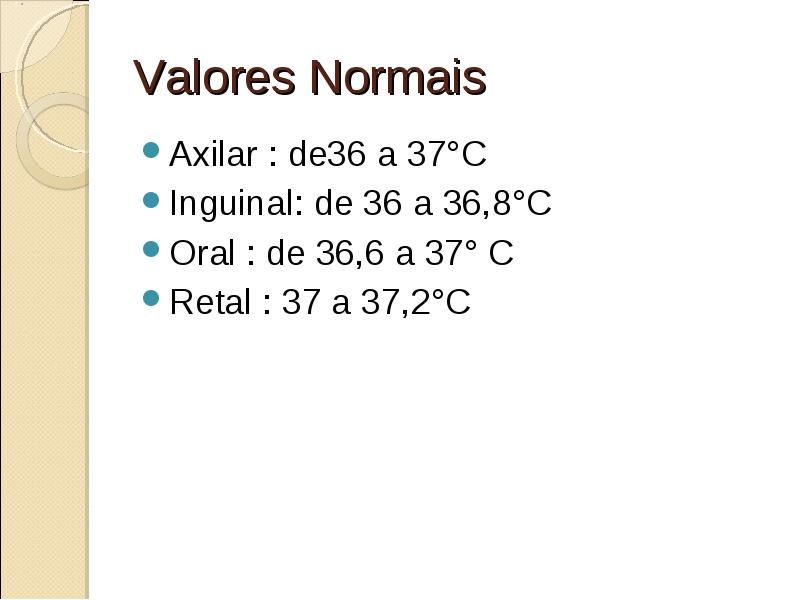 Valores Normais
Axilar : de36 a 37°C
Inguinal: de 36 a 36,8°C
Oral : de 36,6 a 37° C
Retal : 37 a 37,2°C